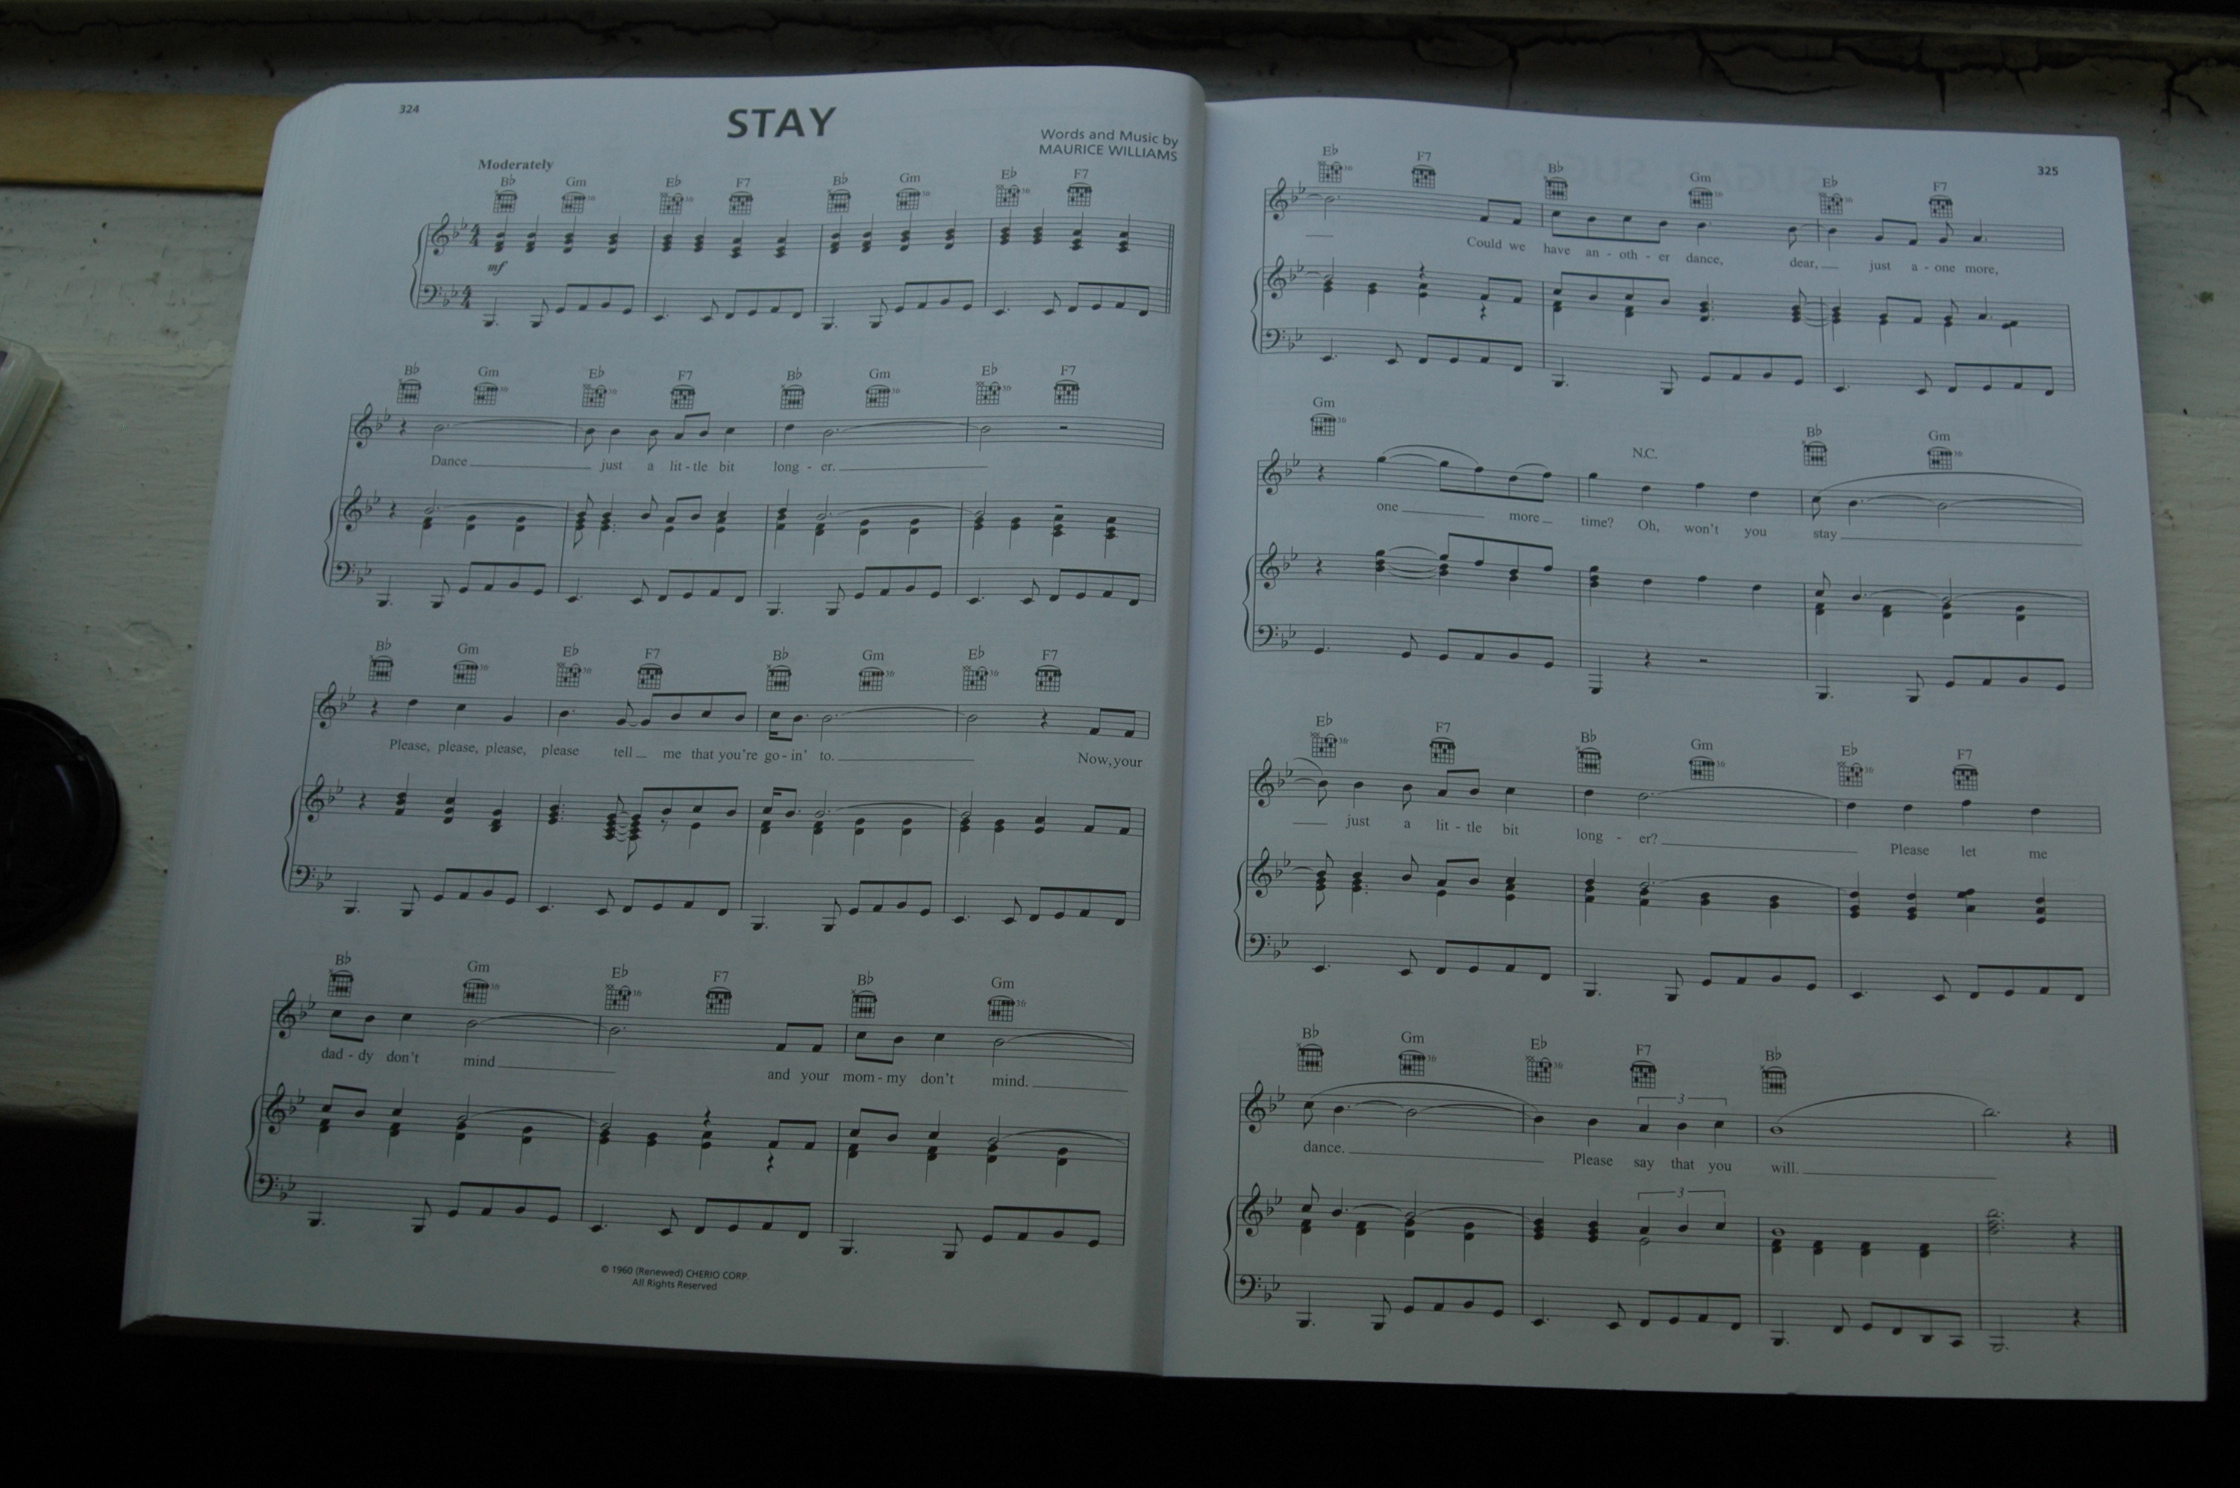 324
STAY
Words and Music by
MAURICE WILLIAMS
Moderately
B♭ Gm E♭ F7 B♭ Gm E♭ F7
mf
B♭ Gm E♭ F7 B♭ Gm E♭ F7
Dance just a lit - tle bit long - er.
B♭ Gm E♭ F7 B♭ Gm E♭ F7
Please, please, please, please tell me that you're go - in' to. Now, your
B♭ Gm E♭ F7 B♭ Gm
dad - dy don't mind and your mom - my don't mind.
© 1960 (Renewed) CHERIO CORP.
All Rights Reserved
325
E♭ F7 B♭ Gm E♭ F7
Could we have an - oth - er dance, dear, just a - one more,
Gm N.C. B♭ Gm
one more time? Oh, won't you stay
E♭ F7 B♭ Gm E♭ F7
just a lit - tle bit long - er? Please let me
B♭ Gm E♭ F7 B♭
3
dance. Please say that you will.
3